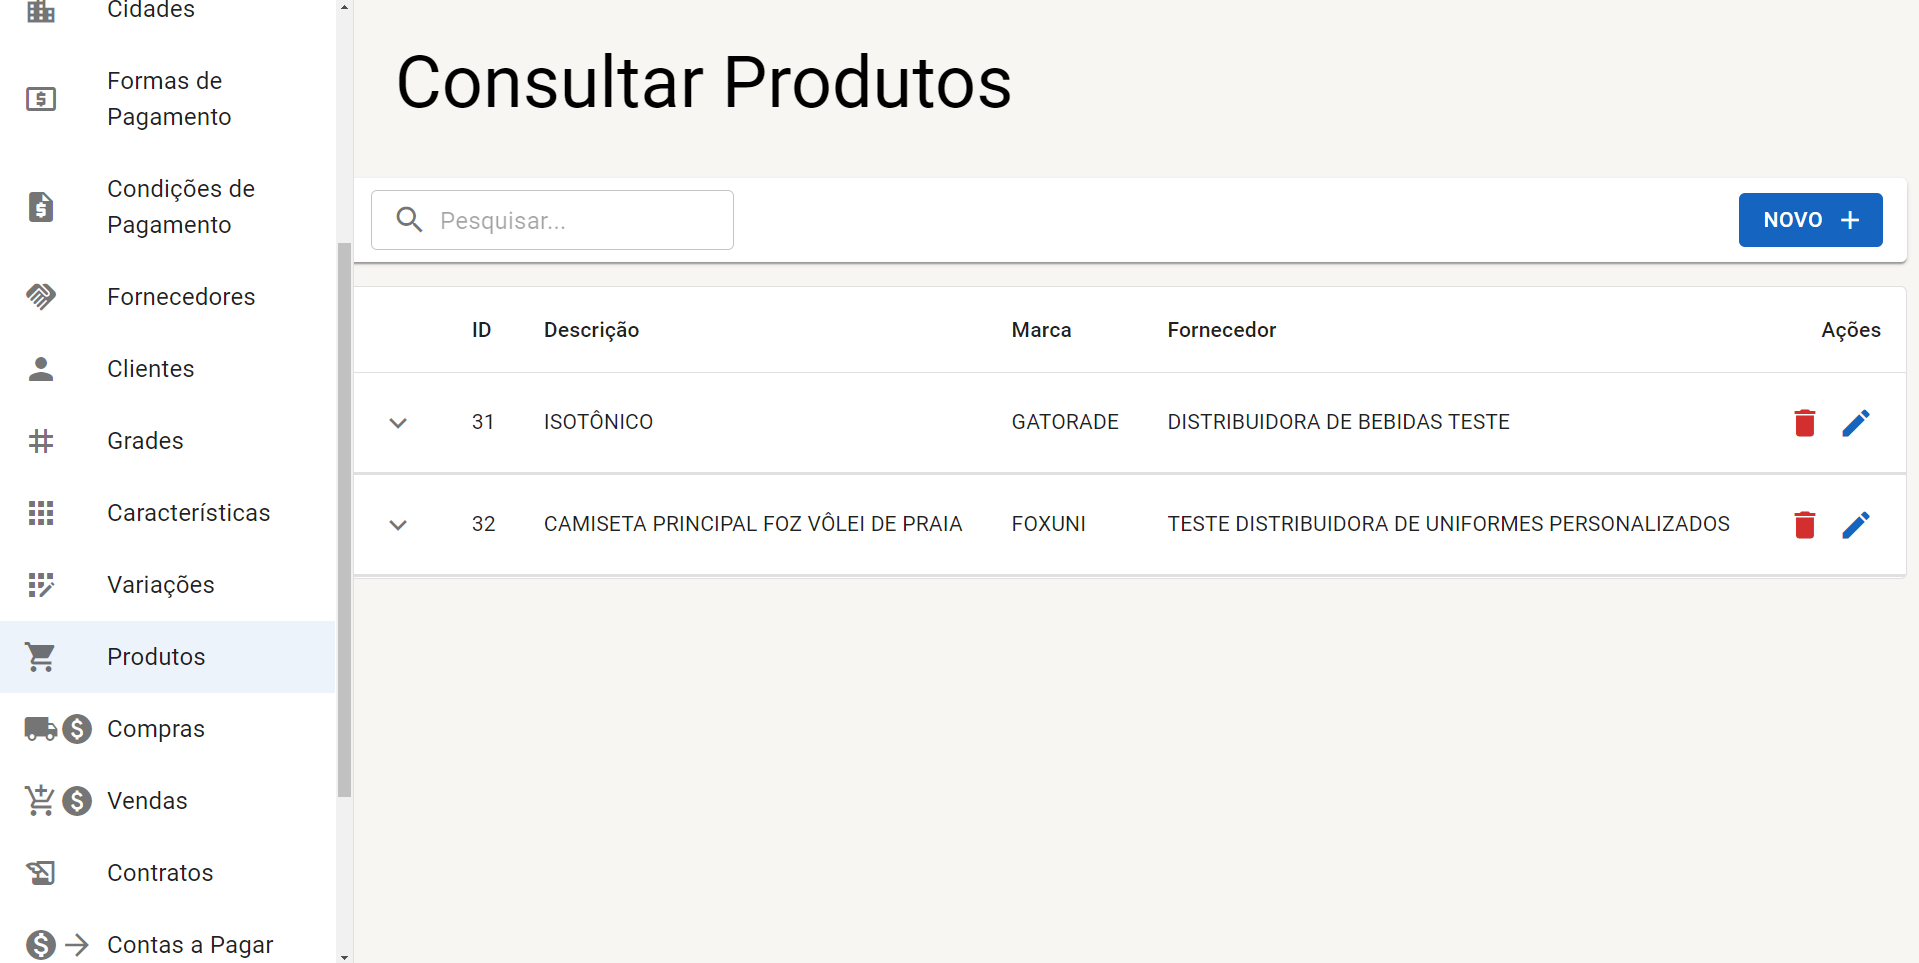 Cidades
Formas de
Pagamento
Condições de
Pagamento
Fornecedores
Clientes
Grades
Características
Variações
Produtos
Compras
Vendas
Contratos
Contas a Pagar
Consultar Produtos
Pesquisar...
NOVO +
ID Descrição Marca Fornecedor Ações
31 ISOTÔNICO GATORADE DISTRIBUIDORA DE BEBIDAS TESTE
32 CAMISETA PRINCIPAL FOZ VÔLEI DE PRAIA FOXUNI TESTE DISTRIBUIDORA DE UNIFORMES PERSONALIZADOS